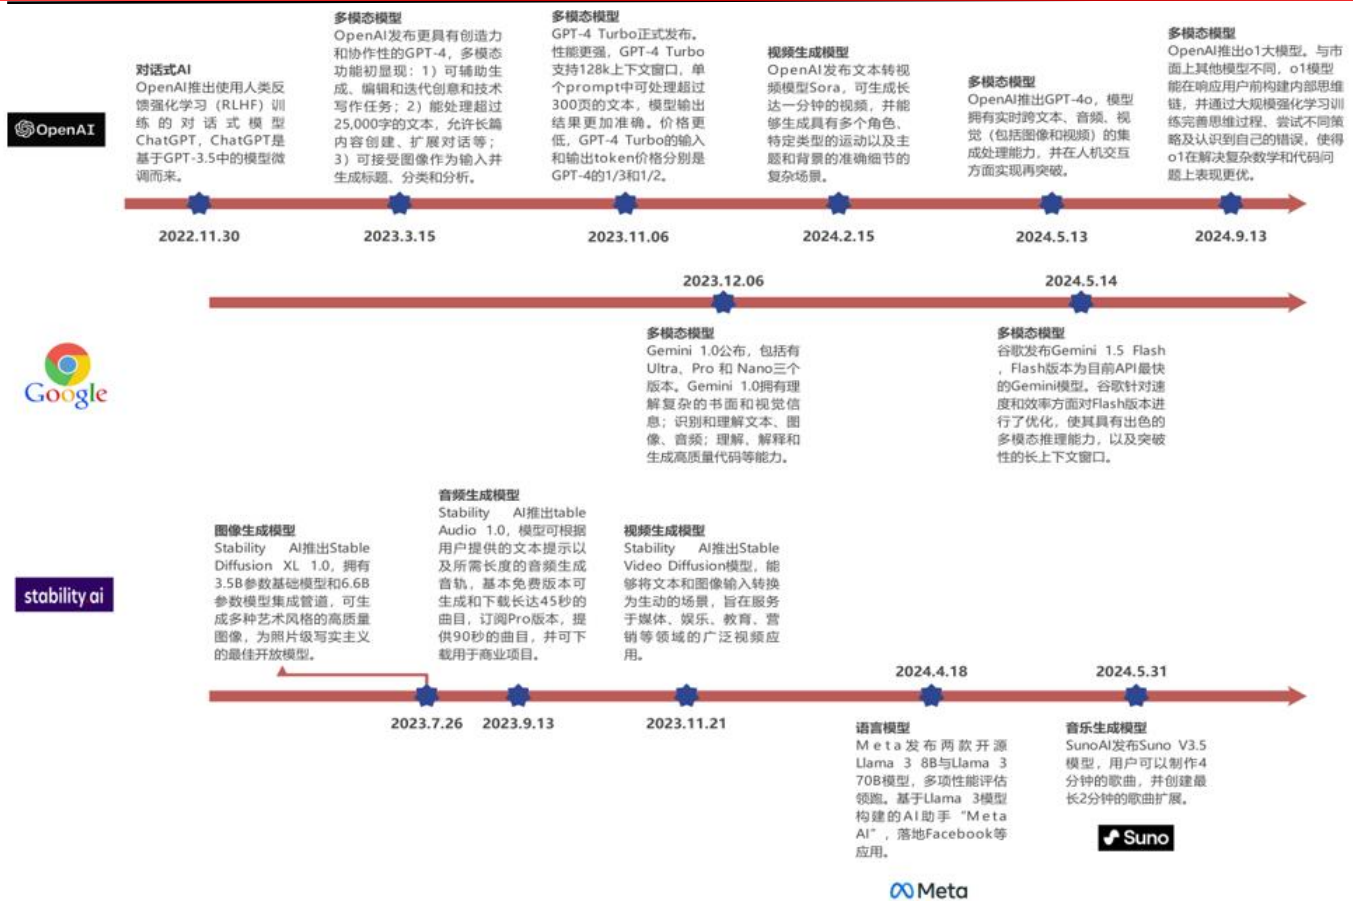 OpenAI
对话式AI
OpenAI推出使用人类反
馈强化学习（RLHF）训
练的对话式模型
ChatGPT，ChatGPT是
基于GPT-3.5中的模型微
调而来。
2022.11.30
多模态模型
OpenAI发布更具有创造力
和协作性的GPT-4，多模态
功能初显现：1）可辅助生
成、编辑和迭代创意和技术
写作任务；2）能处理超过
25,000字的文本，允许长篇
内容创建、扩展对话等；
3）可接受图像作为输入并
生成标题、分类和分析。
2023.3.15
多模态模型
GPT-4 Turbo正式发布。
性能更强，GPT-4 Turbo
支持128k上下文窗口，单
个prompt中可处理超过
300页的文本，模型输出
结果更加准确。价格更
低，GPT-4 Turbo的输入
和输出token价格分别是
GPT-4的1/3和1/2。
2023.11.06
视频生成模型
OpenAI发布文本转视
频模型Sora，可生成长
达一分钟的视频，并能
够生成具有多个角色、
特定类型的运动以及主
题和背景的准确细节的
复杂场景。
2024.2.15
多模态模型
OpenAI推出GPT-4o，模型
拥有实时跨文本、音频、视
觉（包括图像和视频）的集
成处理能力，并在人机交互
方面实现再突破。
2024.5.13
多模态模型
OpenAI推出o1大模型。与市
面上其他模型不同，o1模型
能在响应用户前构建内部思维
链，并通过大规模强化学习训
练完善思维过程、尝试不同策
略及认识到自己的错误，使得
o1在解决复杂数学和代码问
题上表现更优。
2024.9.13
Google
2023.12.06
多模态模型
Gemini 1.0公布，包括有
Ultra、Pro 和 Nano三个
版本。Gemini 1.0拥有理
解复杂的书面和视觉信
息；识别和理解文本、图
像、音频；理解、解释和
生成高质量代码等能力。
2024.5.14
多模态模型
谷歌发布Gemini 1.5 Flash
，Flash版本为目前API最快
的Gemini模型。谷歌针对速
度和效率方面对Flash版本进
行了优化，使其具有出色的
多模态推理能力，以及突破
性的长上下文窗口。
stability ai
图像生成模型
Stability AI推出Stable
Diffusion XL 1.0，拥有
3.5B参数基础模型和6.6B
参数模型集成管道，可生
成多种艺术风格的高质量
图像，为照片级写实主义
的最佳开放模型。
2023.7.26
音频生成模型
Stability AI推出table
Audio 1.0，模型可根据
用户提供的文本提示以
及所需长度的音频生成
音轨，基本免费版本可
生成和下载长达45秒的
曲目，订阅Pro版本，提
供90秒的曲目，并可下
载用于商业项目。
2023.9.13
视频生成模型
Stability AI推出Stable
Video Diffusion模型，能
够将文本和图像输入转换
为生动的场景，旨在服务
于媒体、娱乐、教育、营
销等领域的广泛视频应
用。
2023.11.21
2024.4.18
语言模型
Meta发布两款开源
Llama 3 8B与Llama 3
70B模型，多项性能评估
领跑。基于Llama 3模型
构建的AI助手“Meta
AI”，落地Facebook等
应用。
Meta
2024.5.31
音乐生成模型
SunoAI发布Suno V3.5
模型，用户可以制作4
分钟的歌曲，并创建最
长2分钟的歌曲扩展。
Suno